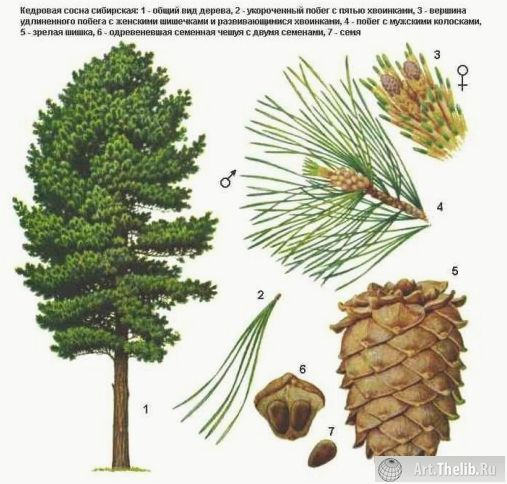 Кедровая сосна сибирская: 1 - общий вид дерева, 2 - укороченный побег с пятью хвоинками, 3 - вершина
удлиненного побега с женскими шишечками и развивающимися хвоинками, 4 - побег с мужскими колосками,
5 - зрелая шишка, 6 - одревеневшая семенная чешуя с двумя семенами, 7 - семя
3
♀
♂
4
5
2
6
1
7
Art.Thelib.Ru